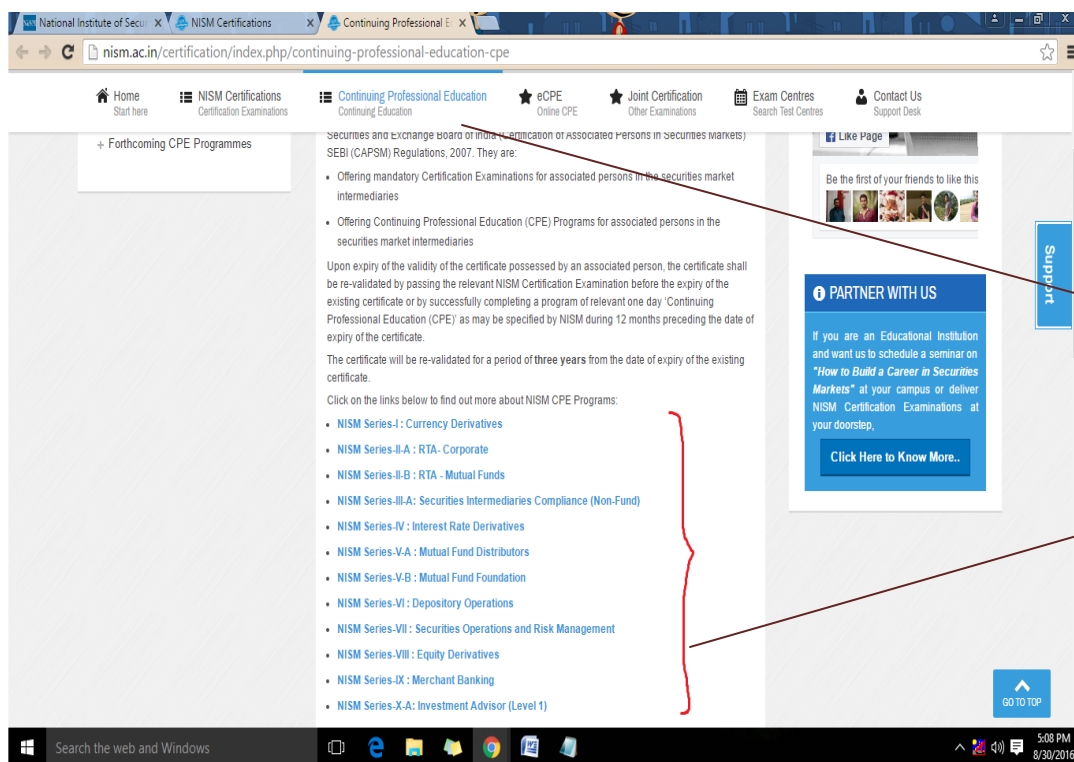 National Institute of Secur
NISM Certifications
Continuing Professional E
nism.ac.in/certification/index.php/continuing-professional-education-cpe
Home
Start here
NISM Certifications
Certification Examinations
Continuing Professional Education
Continuing Education
eCPE
Online CPE
Joint Certification
Other Examinations
Exam Centres
Search Test Centres
Contact Us
Support Desk
+ Forthcoming CPE Programmes
Securities and Exchange Board of India (Certification of Associated Persons in Securities Markets)
SEBI (CAPSM) Regulations, 2007. They are:
• Offering mandatory Certification Examinations for associated persons in the securities market
intermediaries
• Offering Continuing Professional Education (CPE) Programs for associated persons in the
securities market intermediaries
Upon expiry of the validity of the certificate possessed by an associated person, the certificate shall
be re-validated by passing the relevant NISM Certification Examination before the expiry of the
existing certificate or by successfully completing a program of relevant one day 'Continuing
Professional Education (CPE)' as may be specified by NISM during 12 months preceding the date of
expiry of the certificate.
The certificate will be re-validated for a period of three years from the date of expiry of the existing
certificate.
Click on the links below to find out more about NISM CPE Programs:
• NISM Series-I : Currency Derivatives
• NISM Series-II-A : RTA- Corporate
• NISM Series-II-B : RTA - Mutual Funds
• NISM Series-III-A: Securities Intermediaries Compliance (Non-Fund)
• NISM Series-IV : Interest Rate Derivatives
• NISM Series-V-A : Mutual Fund Distributors
• NISM Series-V-B : Mutual Fund Foundation
• NISM Series-VI : Depository Operations
• NISM Series-VII : Securities Operations and Risk Management
• NISM Series-VIII : Equity Derivatives
• NISM Series-IX : Merchant Banking
• NISM Series-X-A: Investment Advisor (Level 1)
Like Page
Be the first of your friends to like this
Support
PARTNER WITH US
If you are an Educational Institution
and want us to schedule a seminar on
"How to Build a Career in Securities
Markets" at your campus or deliver
NISM Certification Examinations at
your doorstep,
Click Here to Know More..
GO TO TOP
Search the web and Windows
5:08 PM
8/30/2016